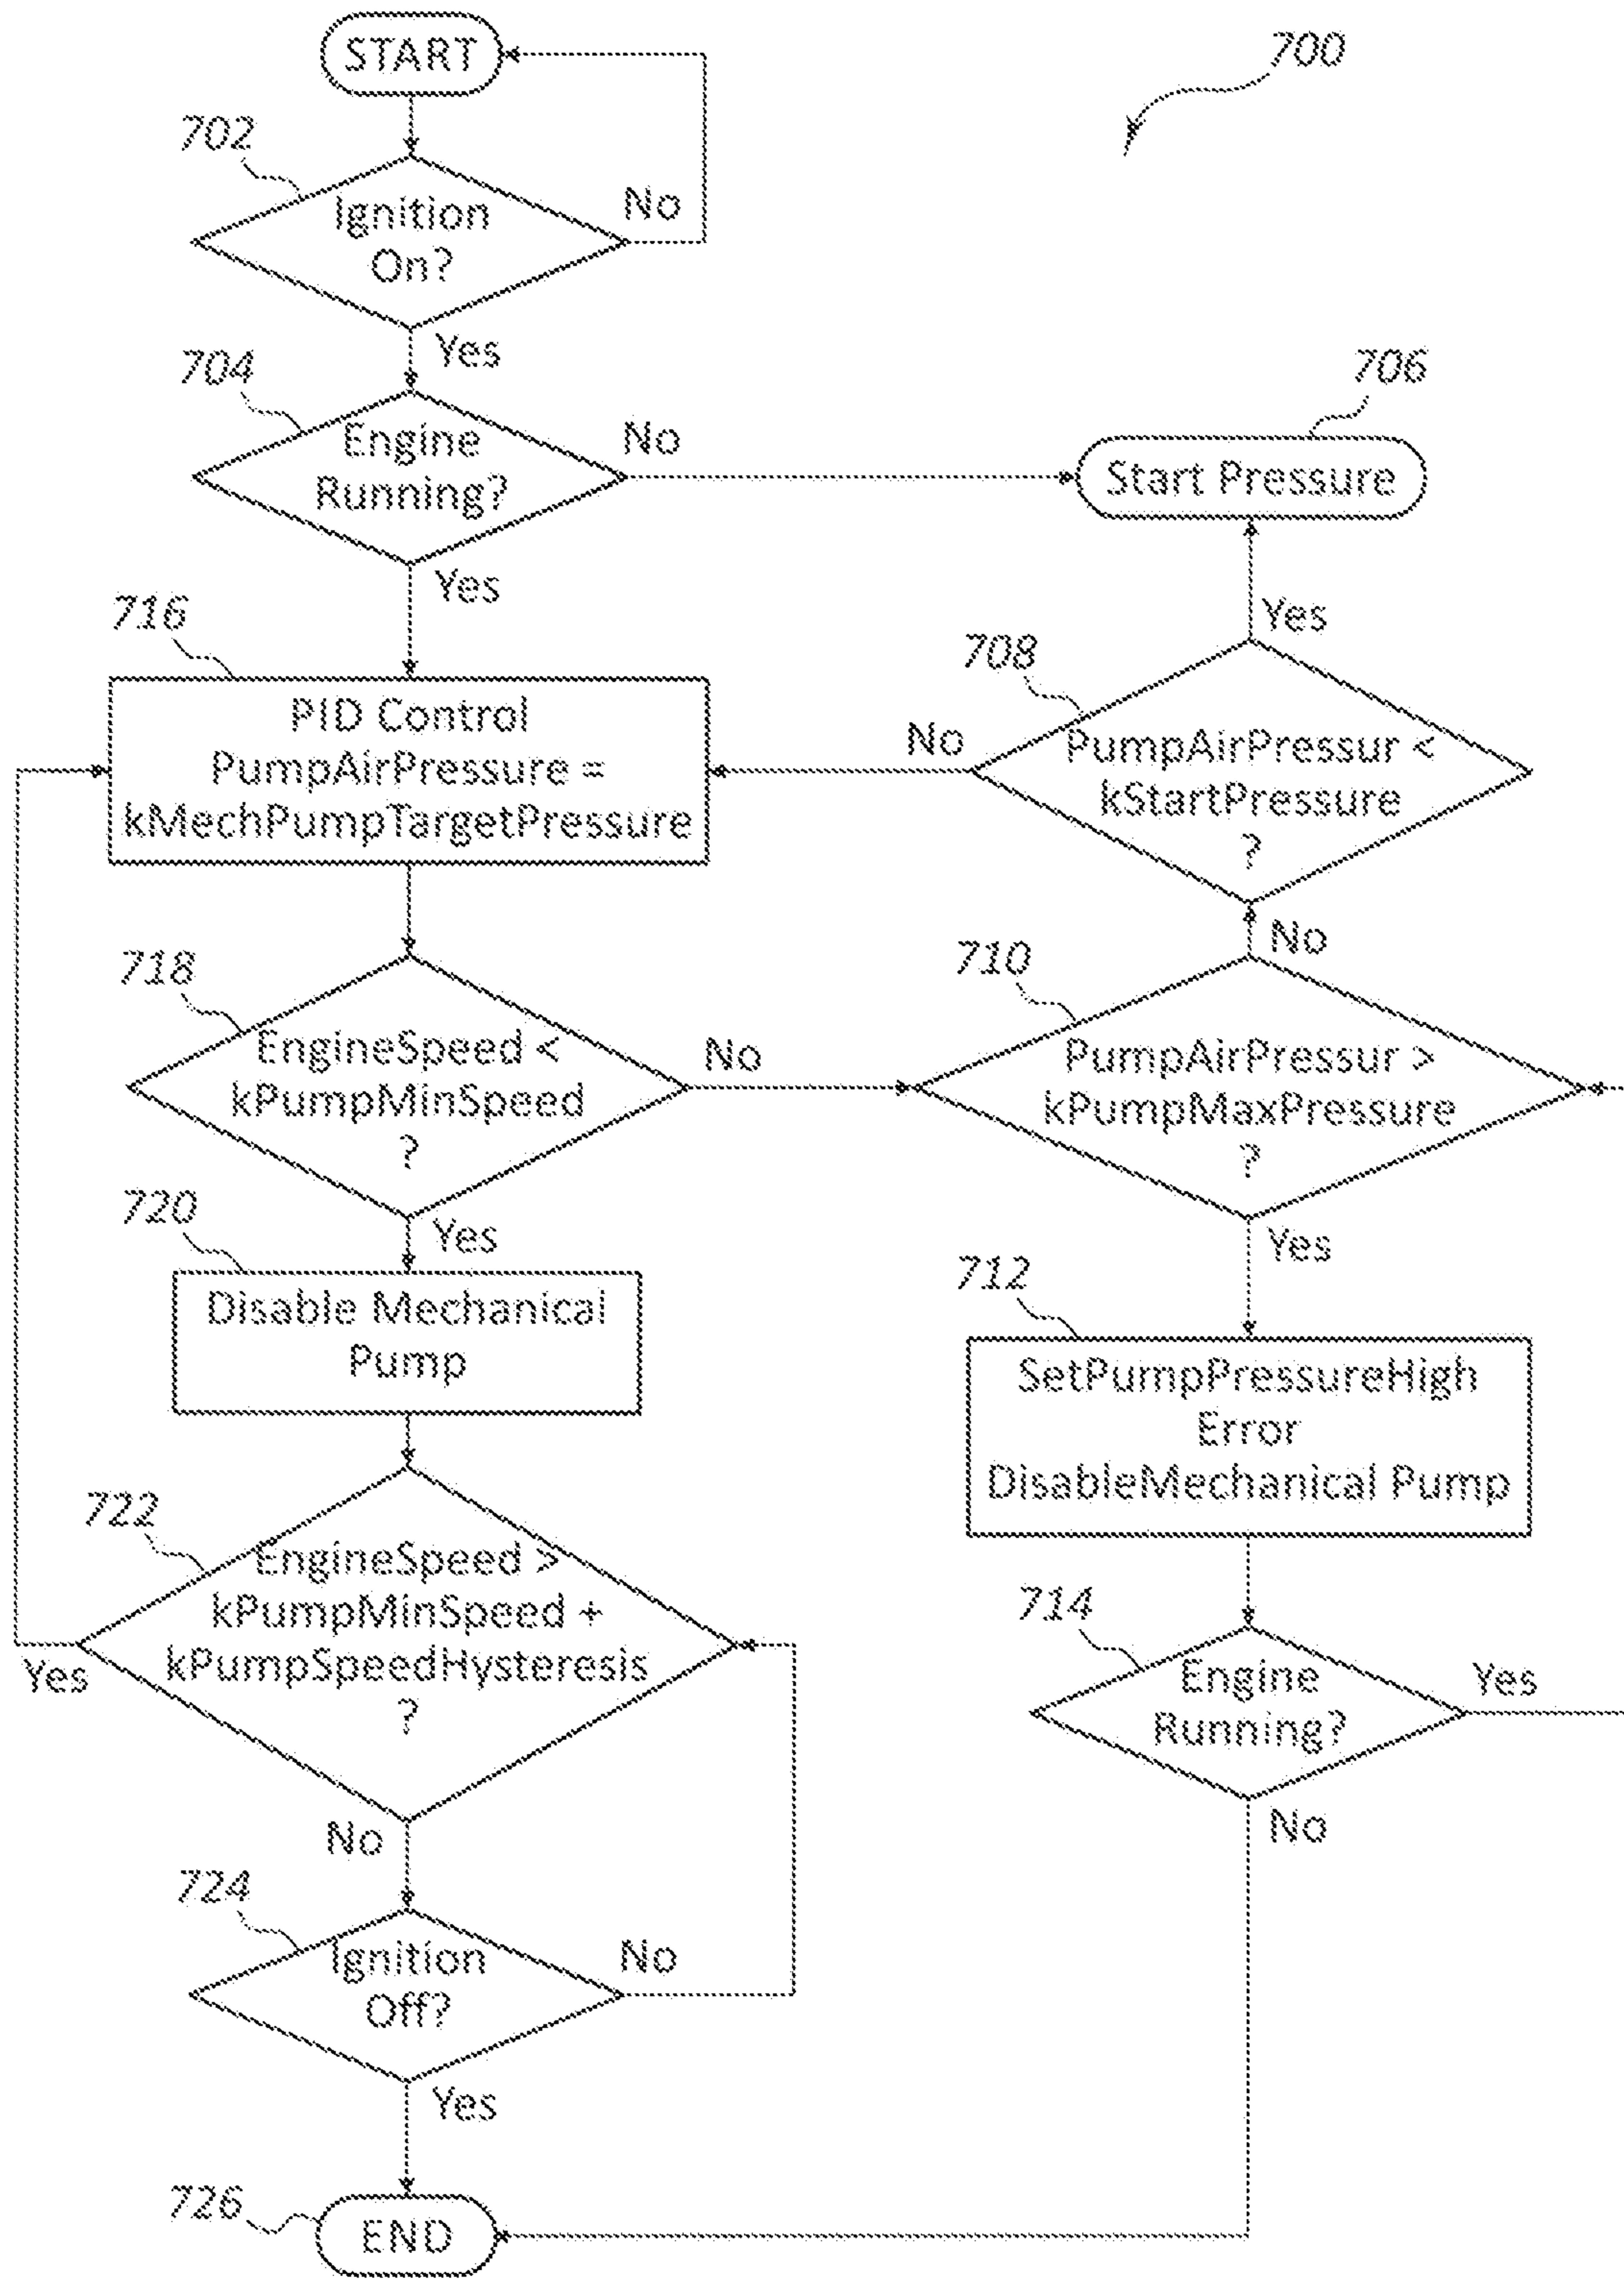 START
700
702
Ignition
On?
No
Yes
704
Engine
Running?
No
706
Start Pressure
Yes
716
PID Control
PumpAirPressure =
kMechPumpTargetPressure
Yes
708
No
PumpAirPressur <
kStartPressure
?
No
718
EngineSpeed <
kPumpMinSpeed
?
No
710
PumpAirPressur >
kPumpMaxPressure
?
Yes
720
Disable Mechanical
Pump
Yes
712
SetPumpPressureHigh
Error
DisableMechanical Pump
722
EngineSpeed >
kPumpMinSpeed +
kPumpSpeedHysteresis
?
Yes
714
Engine
Running?
Yes
No
No
724
Ignition
Off?
No
Yes
726
END